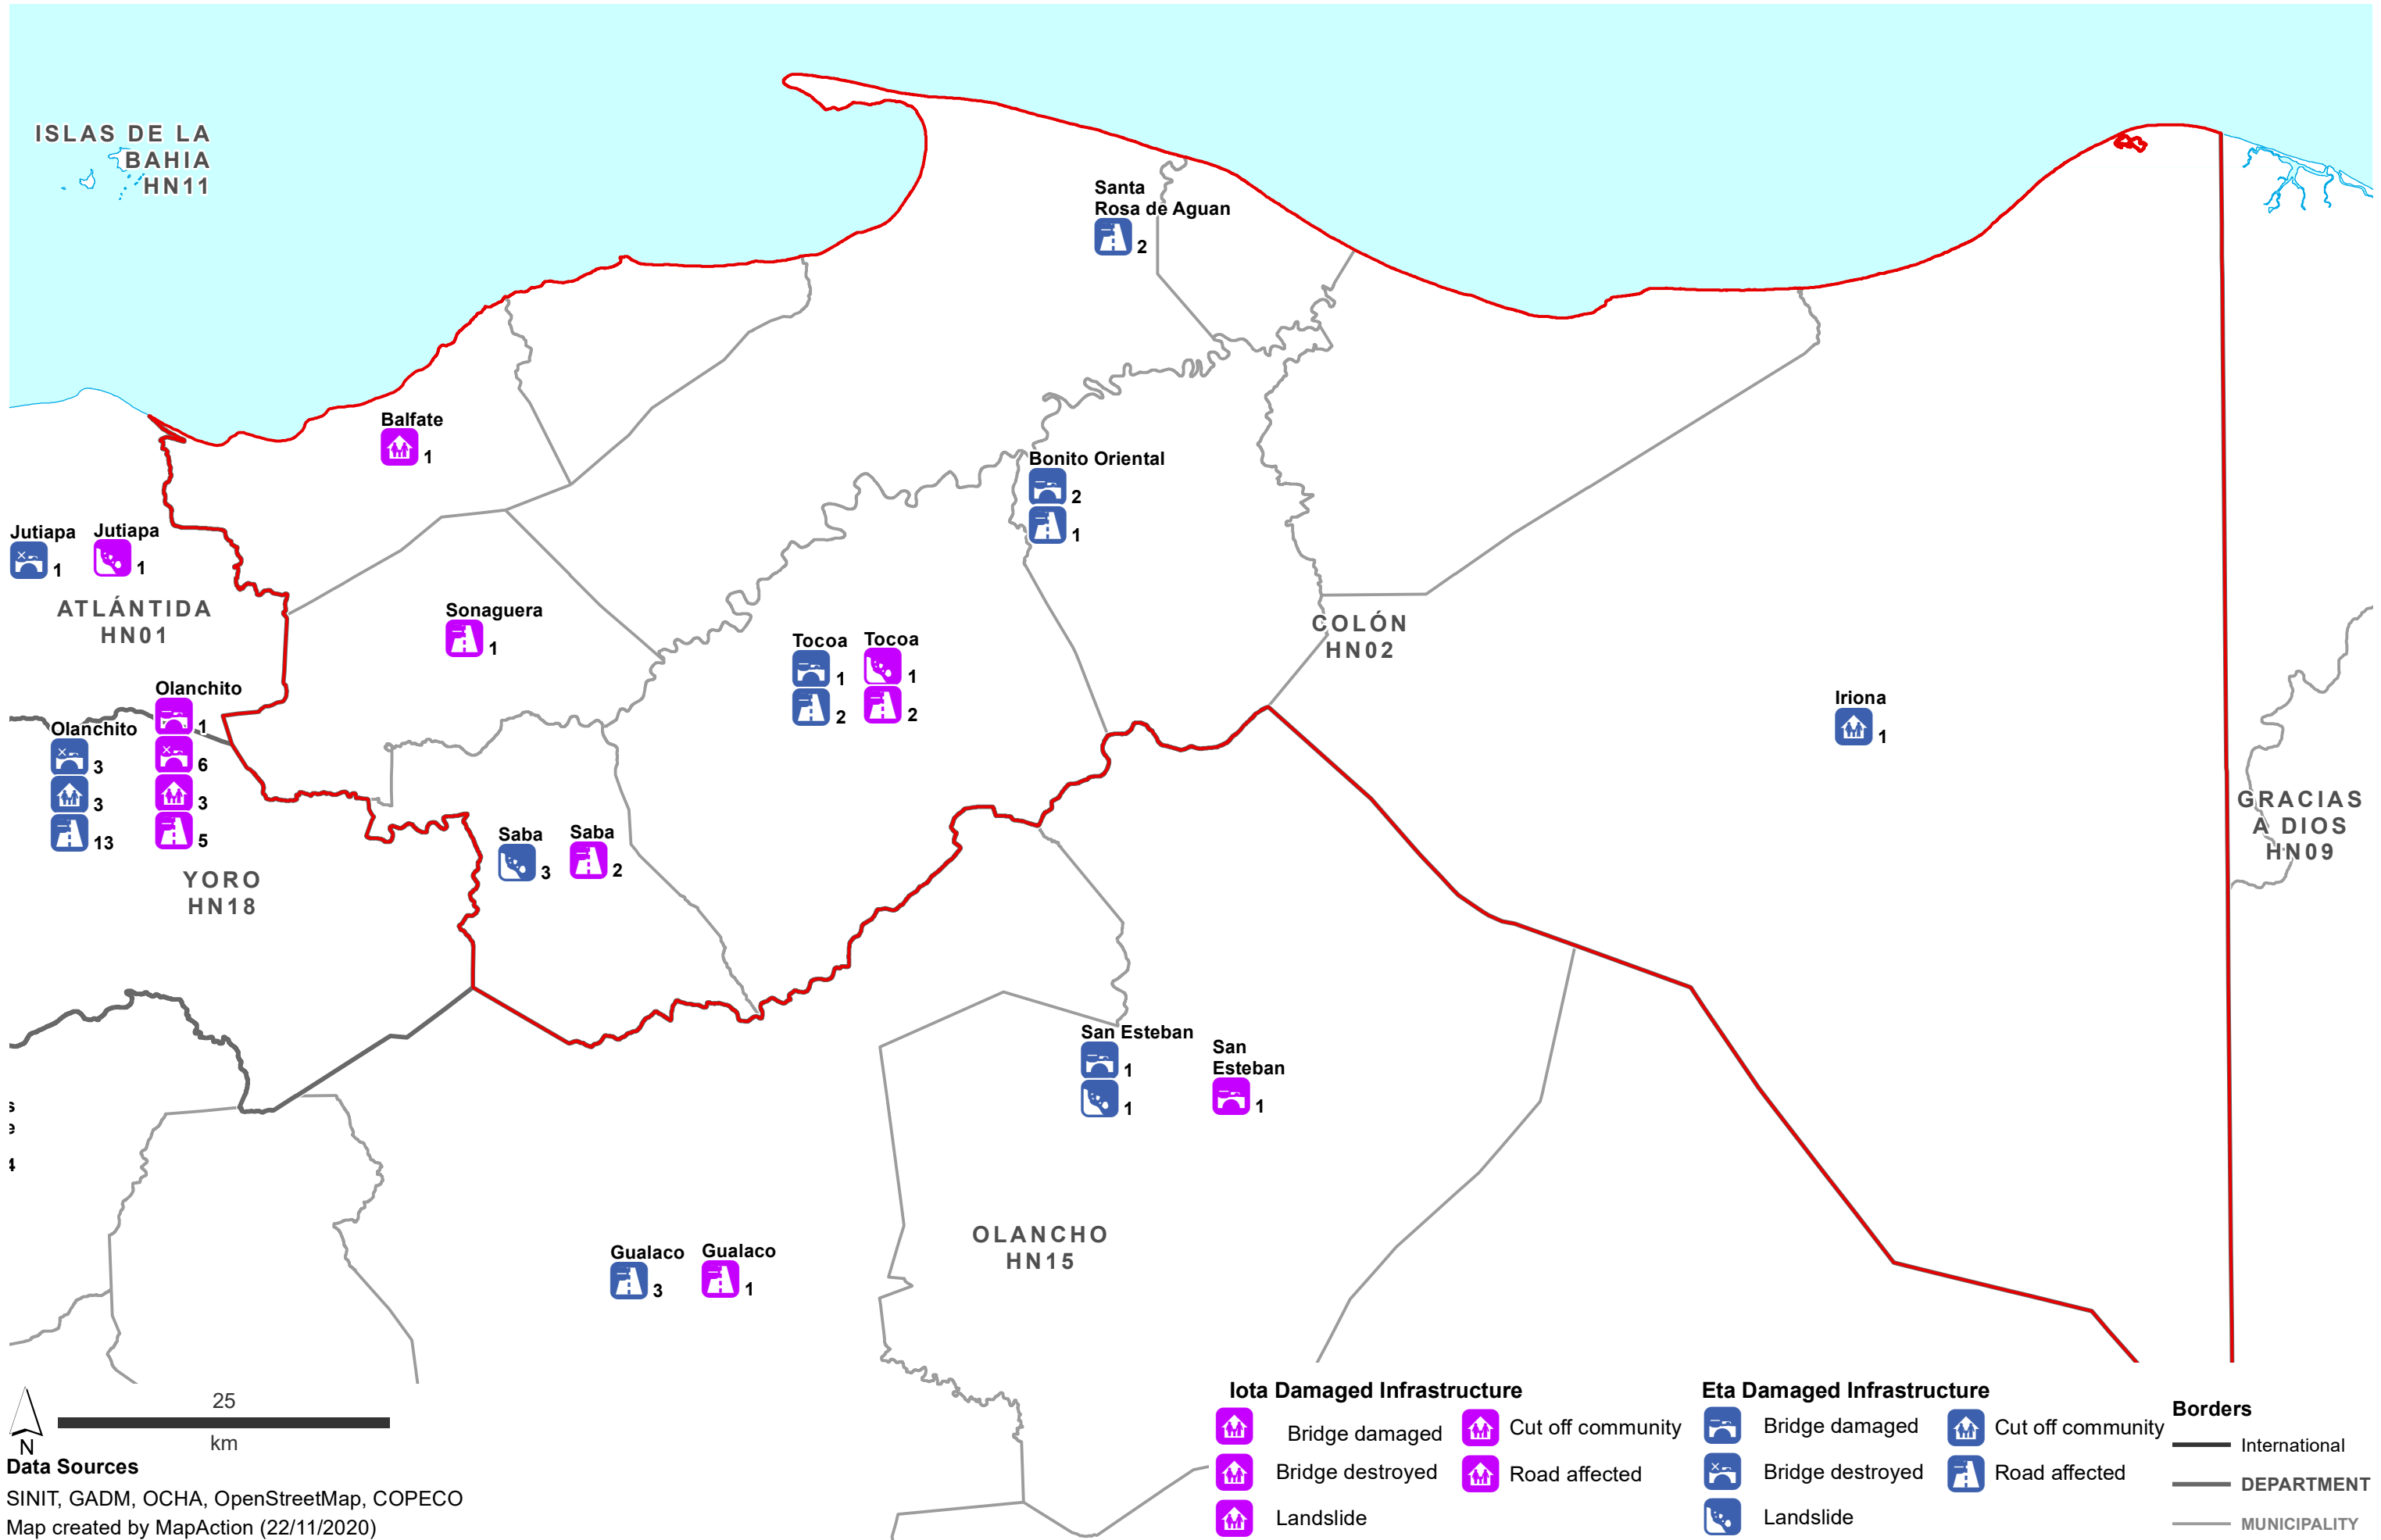 ISLAS DE LA
BAHIA
HN11
Santa
Rosa de Aguan
2
Balfate
1
Bonito Oriental
2
1
Jutiapa
1
Jutiapa
1
ATLÁNTIDA
HN01
Sonaguera
1
COLÓN
HN02
Tocoa
1
2
Tocoa
1
2
Olanchito
1
6
3
5
Olanchito
3
3
13
Iriona
1
GRACIAS
A DIOS
HN09
Saba
3
Saba
2
YORO
HN18
San Esteban
1
1
San
Esteban
1
s
e
4
OLANCHO
HN15
Gualaco
3
Gualaco
1
25
km
N
Data Sources
SINIT, GADM, OCHA, OpenStreetMap, COPECO
Map created by MapAction (22/11/2020)
Iota Damaged Infrastructure
Bridge damaged
Bridge destroyed
Landslide
Cut off community
Road affected
Eta Damaged Infrastructure
Bridge damaged
Bridge destroyed
Landslide
Cut off community
Road affected
Borders
International
DEPARTMENT
MUNICIPALITY